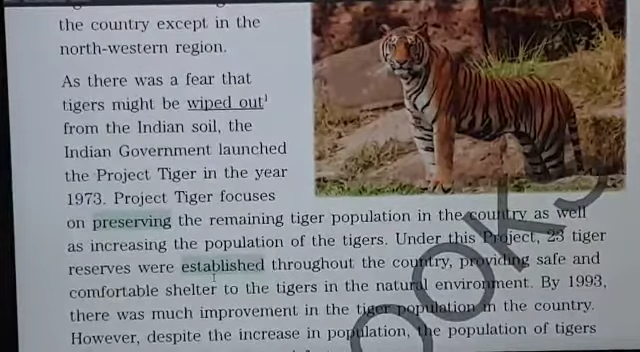 the country except in the
north-western region.
As there was a fear that
tigers might be wiped out¹
from the Indian soil, the
Indian Government launched
the Project Tiger in the year
1973. Project Tiger focuses
on preserving the remaining tiger population in the country as well
as increasing the population of the tigers. Under this Project, 23 tiger
reserves were established throughout the country, providing safe and
comfortable shelter to the tigers in the natural environment. By 1993,
there was much improvement in the tiger population in the country.
However, despite the increase in population, the population of tigers